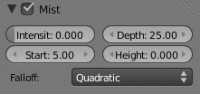 Mist
Intensit: 0.000 Depth: 25.00
Start: 5.00 Height: 0.000
Falloff: Quadratic